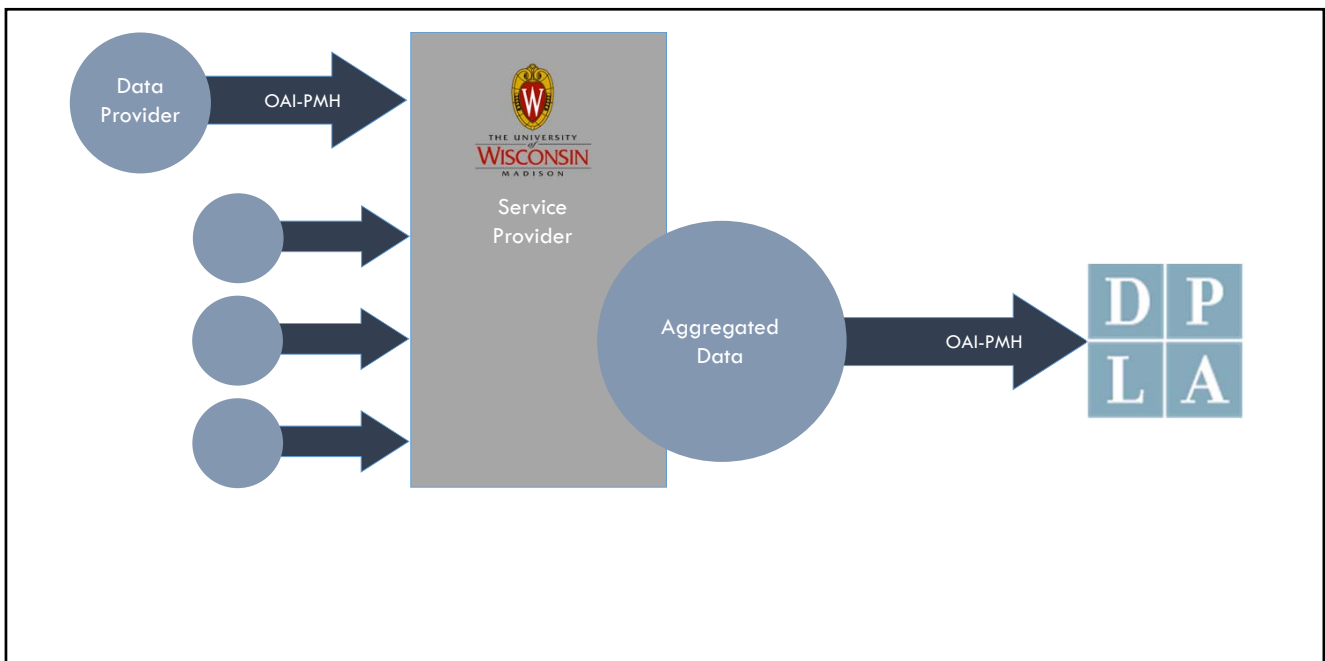 Data
Provider
OAI-PMH
W
THE UNIVERSITY
of
WISCONSIN
MADISON
Service
Provider
Aggregated
Data
OAI-PMH
D P
L A